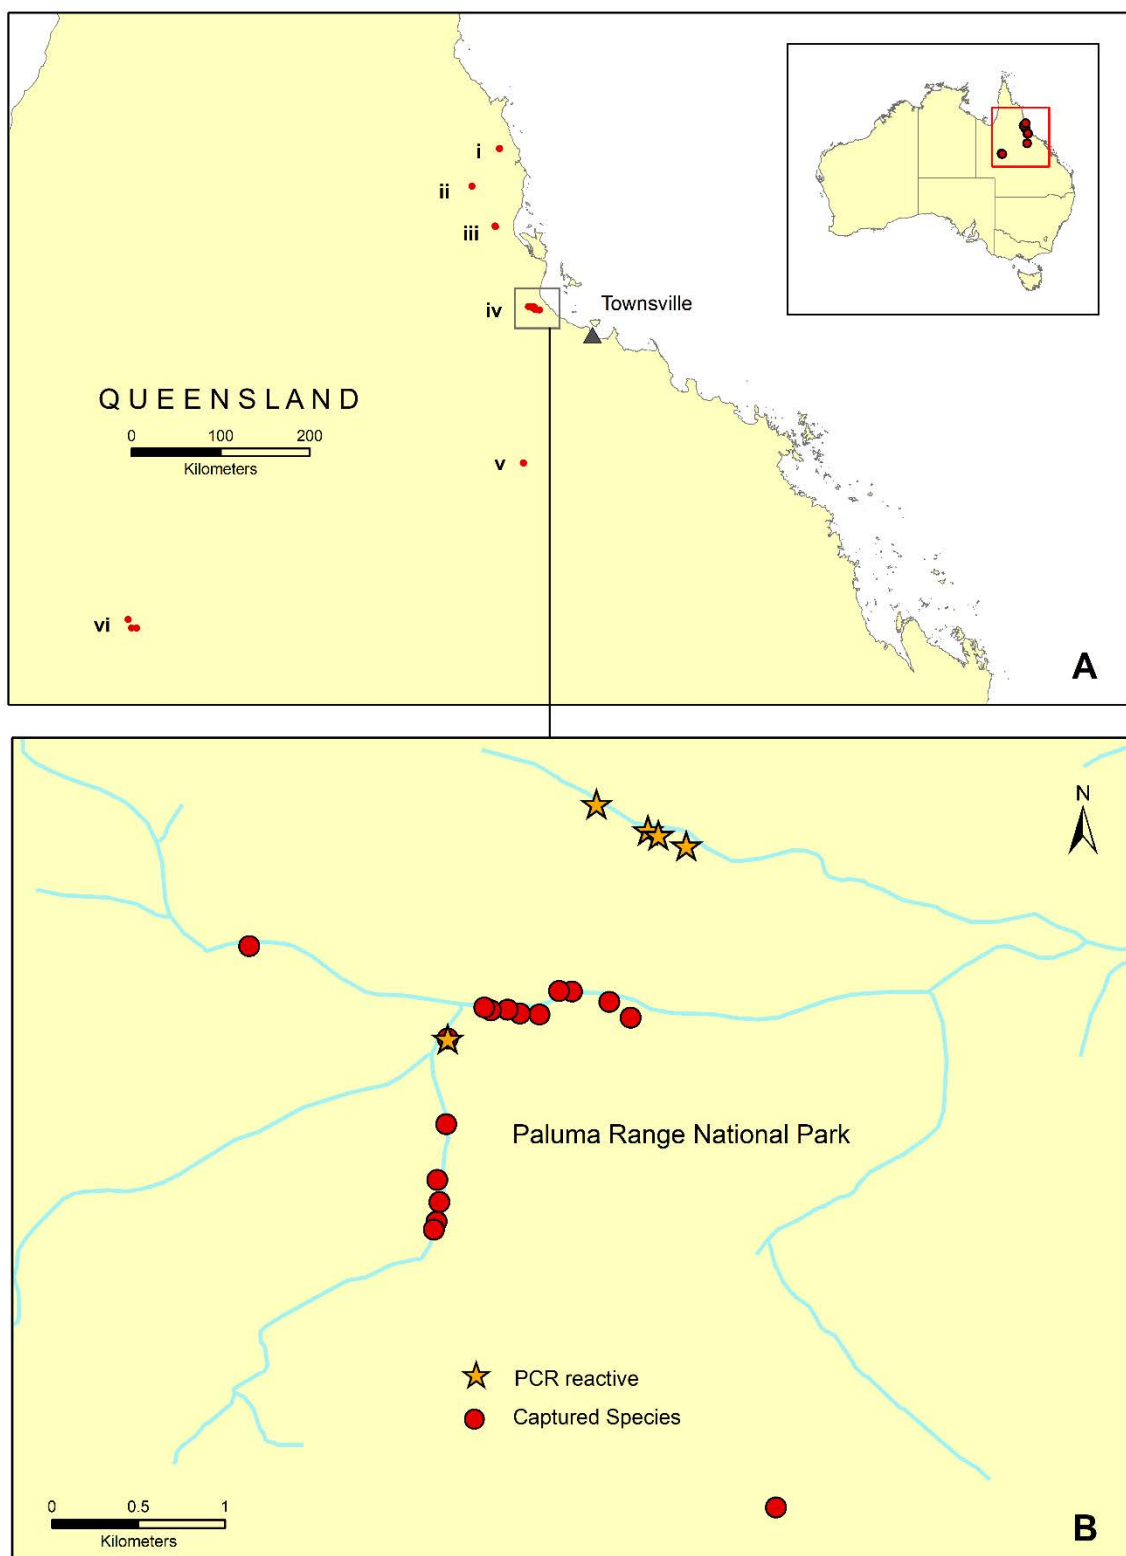 i
ii
iii
iv
Townsville
QUEENSLAND
0 100 200
Kilometers
v
vi
A
N
Paluma Range National Park
PCR reactive
Captured Species
0 0.5 1
Kilometers
B